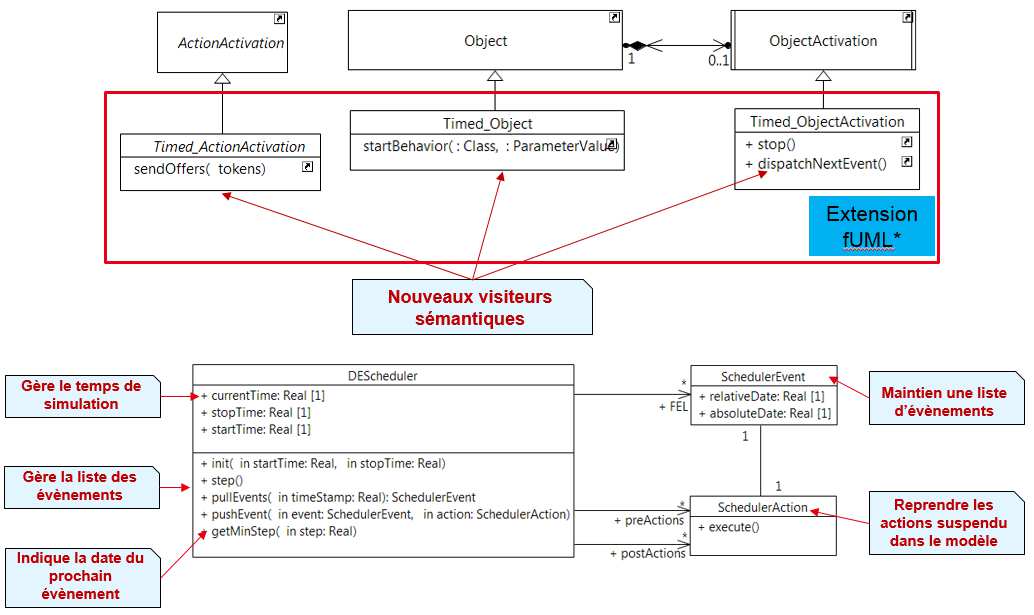 ActionActivation
Object
1
0..1
ObjectActivation
Timed_ActionActivation
sendOffers( tokens)
Timed_Object
startBehavior( : Class, : ParameterValue)
Timed_ObjectActivation
+ stop()
+ dispatchNextEvent()
Extension
fUML*
Nouveaux visiteurs
sémantiques
Gère le temps de
simulation
Gère la liste des
évènements
Indique la date du
prochain
évènement
DEScheduler
+ currentTime: Real [1]
+ stopTime: Real [1]
+ startTime: Real [1]
+ init( in startTime: Real, in stopTime: Real)
+ step()
+ pullEvents( in timeStamp: Real): SchedulerEvent
+ pushEvent( in event: SchedulerEvent, in action: SchedulerAction)
+ getMinStep( in step: Real)
*
+ FEL
SchedulerEvent
+ relativeDate: Real [1]
+ absoluteDate: Real [1]
1
1
*
+ preActions
*
+ postActions
SchedulerAction
+ execute()
Maintien une liste
d'évènements
Reprendre les
actions suspendu
dans le modèle